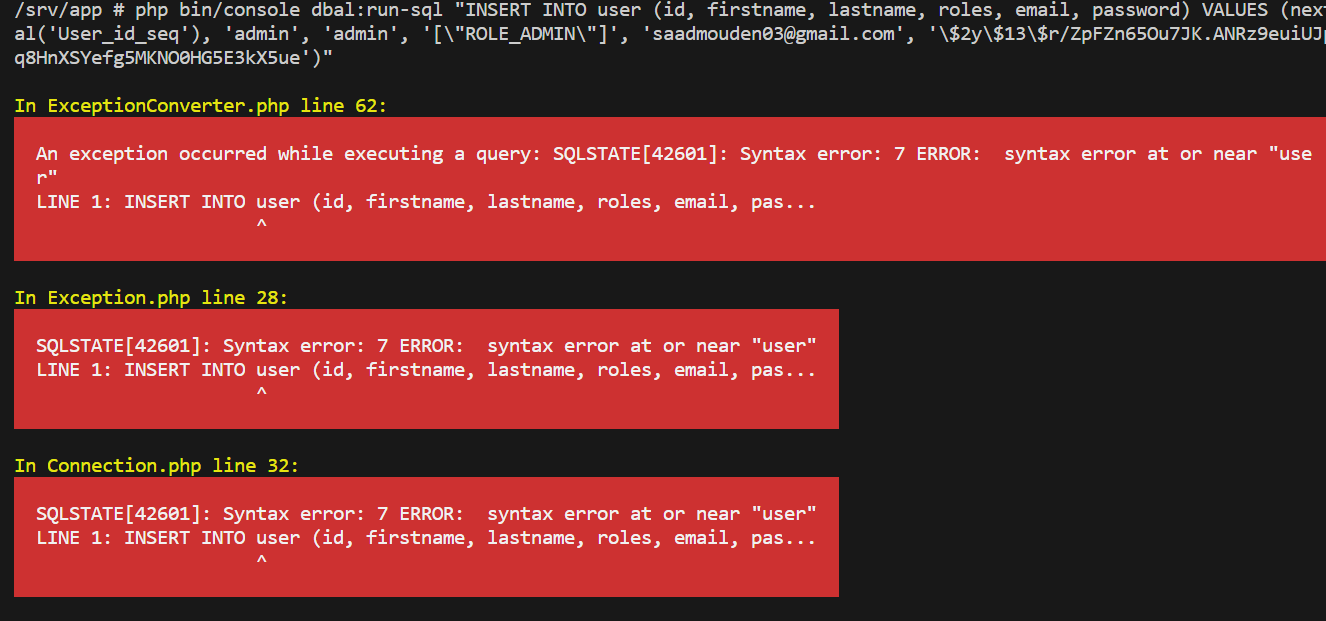 /srv/app # php bin/console dbal:run-sql "INSERT INTO user (id, firstname, lastname, roles, email, password) VALUES (next
al('User_id_seq'), 'admin', 'admin', '[\"ROLE_ADMIN\"]', 'saadmouden03@gmail.com', '\$2y\$13\$r/ZpFZn65Ou7JK.ANRz9euiUJp
q8HnXSYefg5MKNO0HG5E3kX5ue')"
In ExceptionConverter.php line 62:
An exception occurred while executing a query: SQLSTATE[42601]: Syntax error: 7 ERROR:  syntax error at or near "use
r"
LINE 1: INSERT INTO user (id, firstname, lastname, roles, email, pas...
^
In Exception.php line 28:
SQLSTATE[42601]: Syntax error: 7 ERROR:  syntax error at or near "user"
LINE 1: INSERT INTO user (id, firstname, lastname, roles, email, pas...
^
In Connection.php line 32:
SQLSTATE[42601]: Syntax error: 7 ERROR:  syntax error at or near "user"
LINE 1: INSERT INTO user (id, firstname, lastname, roles, email, pas...
^